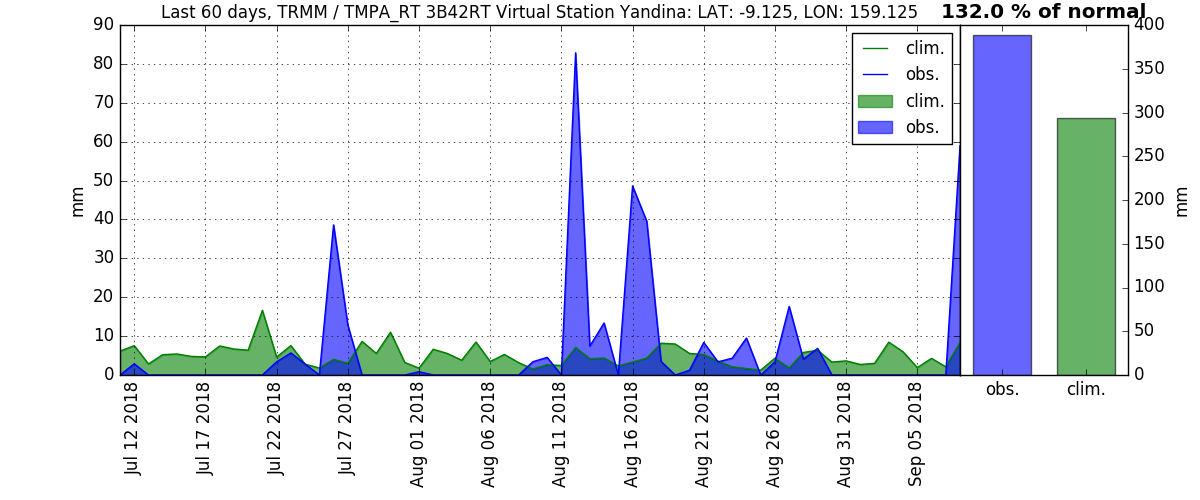 Last 60 days, TRMM / TMPA_RT 3B42RT Virtual Station Yandina: LAT: -9.125, LON: 159.125
132.0 % of normal
90
80
70
60
50
40
30
20
10
0
mm
clim.
obs.
clim.
obs.
Jul 12 2018
Jul 17 2018
Jul 22 2018
Jul 27 2018
Aug 01 2018
Aug 06 2018
Aug 11 2018
Aug 16 2018
Aug 21 2018
Aug 26 2018
Aug 31 2018
Sep 05 2018
400
350
300
250
200
150
100
50
0
mm
obs.
clim.